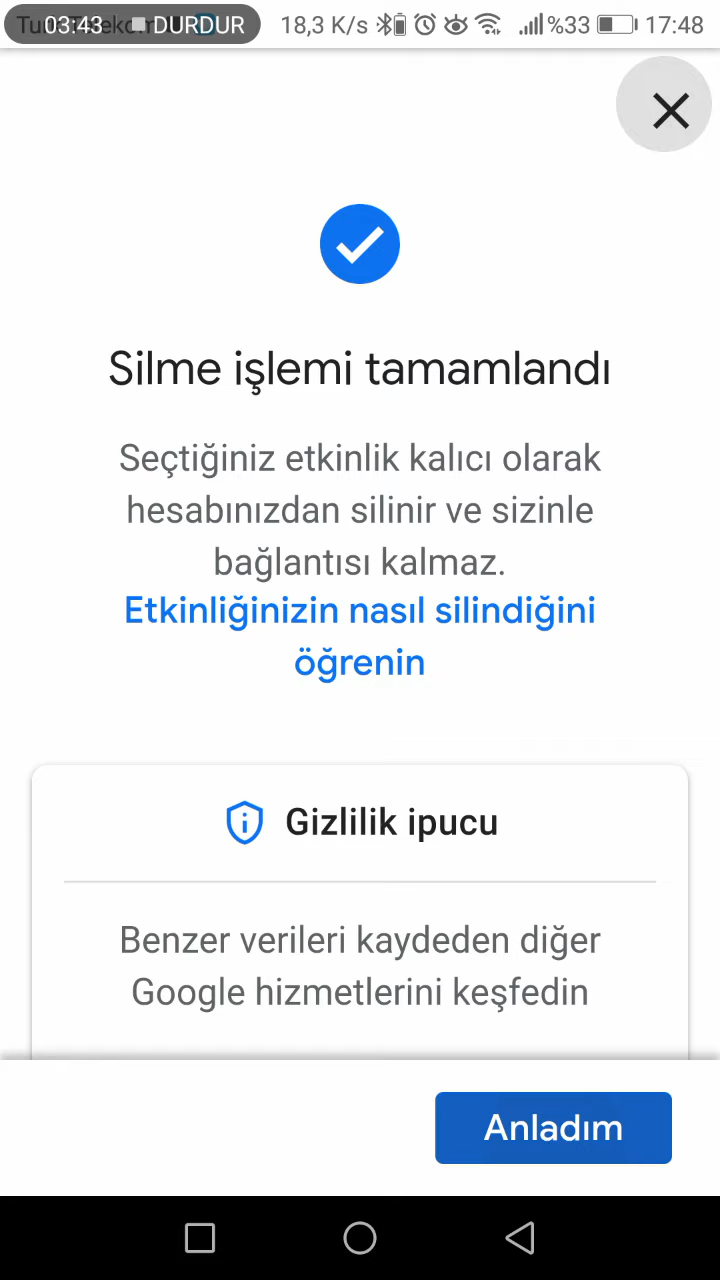 03:43 DURDUR 18,3 K/s %33 17:48
Silme işlemi tamamlandı
Seçtiğiniz etkinlik kalıcı olarak
hesabınızdan silinir ve sizinle
bağlantısı kalmaz.
Etkinliğinizin nasıl silindiğini
öğrenin
Gizlilik ipucu
Benzer verileri kaydeden diğer
Google hizmetlerini keşfedin
Anladım